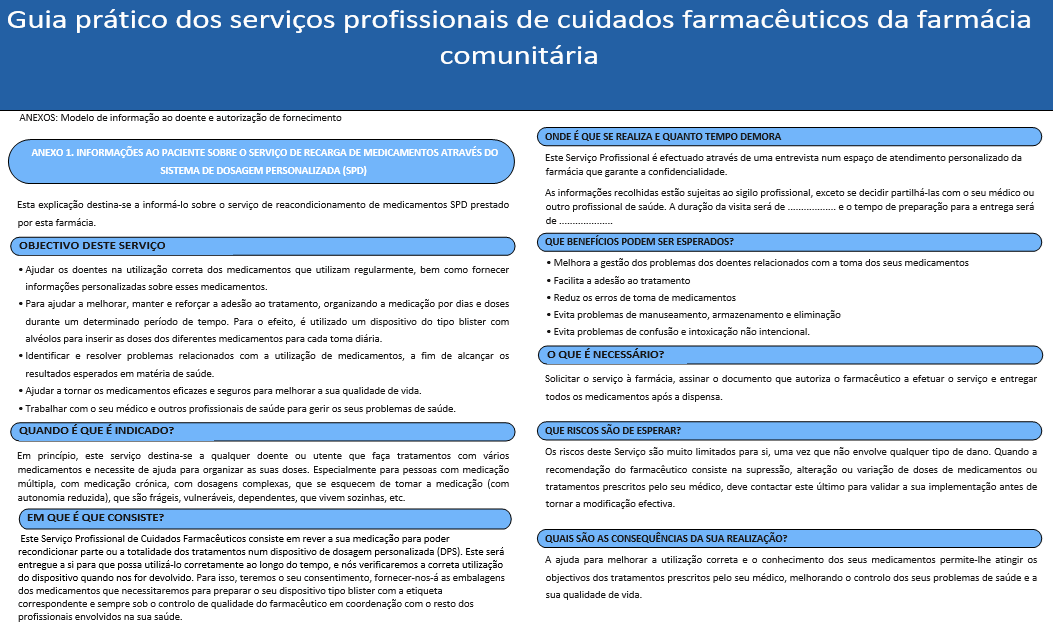 Guia prático dos serviços profissionais de cuidados farmacêuticos da farmácia
comunitária
ANEXOS: Modelo de informação ao doente e autorização de fornecimento
ANEXO 1. INFORMAÇÕES AO PACIENTE SOBRE O SERVIÇO DE RECARGA DE MEDICAMENTOS ATRAVÉS DO
SISTEMA DE DOSAGEM PERSONALIZADA (SPD)
Esta explicação destina-se a informá-lo sobre o serviço de reacondicionamento de medicamentos SPD prestado
por esta farmácia.
OBJECTIVO DESTE SERVIÇO
• Ajudar os doentes na utilização correta dos medicamentos que utilizam regularmente, bem como fornecer
informações personalizadas sobre esses medicamentos.
• Para ajudar a melhorar, manter e reforçar a adesão ao tratamento, organizando a medicação por dias e doses
durante um determinado período de tempo. Para o efeito, é utilizado um dispositivo do tipo blister com
alvéolos para inserir as doses dos diferentes medicamentos para cada toma diária.
• Identificar e resolver problemas relacionados com a utilização de medicamentos, a fim de alcançar os
resultados esperados em matéria de saúde.
• Ajudar a tornar os medicamentos eficazes e seguros para melhorar a sua qualidade de vida.
• Trabalhar com o seu médico e outros profissionais de saúde para gerir os seus problemas de saúde.
QUANDO É QUE É INDICADO?
Em princípio, este serviço destina-se a qualquer doente ou utente que faça tratamentos com vários
medicamentos e necessite de ajuda para organizar as suas doses. Especialmente para pessoas com medicação
múltipla, com medicação crónica, com dosagens complexas, que se esquecem de tomar a medicação (com
autonomia reduzida), que são frágeis, vulneráveis, dependentes, que vivem sozinhas, etc.
EM QUE É QUE CONSISTE?
Este Serviço Profissional de Cuidados Farmacêuticos consiste em rever a sua medicação para poder
recondicionar parte ou a totalidade dos tratamentos num dispositivo de dosagem personalizada (DPS). Este será
entregue a si para que possa utilizá-lo corretamente ao longo do tempo, e nós verificaremos a correta utilização
do dispositivo quando nos for devolvido. Para isso, teremos o seu consentimento, fornecer-nos-á as embalagens
dos medicamentos que necessitaremos para preparar o seu dispositivo tipo blister com a etiqueta
correspondente e sempre sob o controlo de qualidade do farmacêutico em coordenação com o resto dos
profissionais envolvidos na sua saúde.
ONDE É QUE SE REALIZA E QUANTO TEMPO DEMORA
Este Serviço Profissional é efectuado através de uma entrevista num espaço de atendimento personalizado da
farmácia que garante a confidencialidade.
As informações recolhidas estão sujeitas ao sigilo profissional, exceto se decidir partilhá-las com o seu médico ou
outro profissional de saúde. A duração da visita será de .................. e o tempo de preparação para a entrega será
de ....................
QUE BENEFÍCIOS PODEM SER ESPERADOS?
• Melhora a gestão dos problemas dos doentes relacionados com a toma dos seus medicamentos
• Facilita a adesão ao tratamento
• Reduz os erros de toma de medicamentos
• Evita problemas de manuseamento, armazenamento e eliminação
• Evita problemas de confusão e intoxicação não intencional.
O QUE É NECESSÁRIO?
Solicitar o serviço à farmácia, assinar o documento que autoriza o farmacêutico a efetuar o serviço e entregar
todos os medicamentos após a dispensa.
QUE RISCOS SÃO DE ESPERAR?
Os riscos deste Serviço são muito limitados para si, uma vez que não envolve qualquer tipo de dano. Quando a
recomendação do farmacêutico consiste na supressão, alteração ou variação de doses de medicamentos ou
tratamentos prescritos pelo seu médico, deve contactar este último para validar a sua implementação antes de
tornar a modificação efectiva.
QUAIS SÃO AS CONSEQUÊNCIAS DA SUA REALIZAÇÃO?
A ajuda para melhorar a utilização correta e o conhecimento dos seus medicamentos permite-lhe atingir os
objectivos dos tratamentos prescritos pelo seu médico, melhorando o controlo dos seus problemas de saúde e a
sua qualidade de vida.